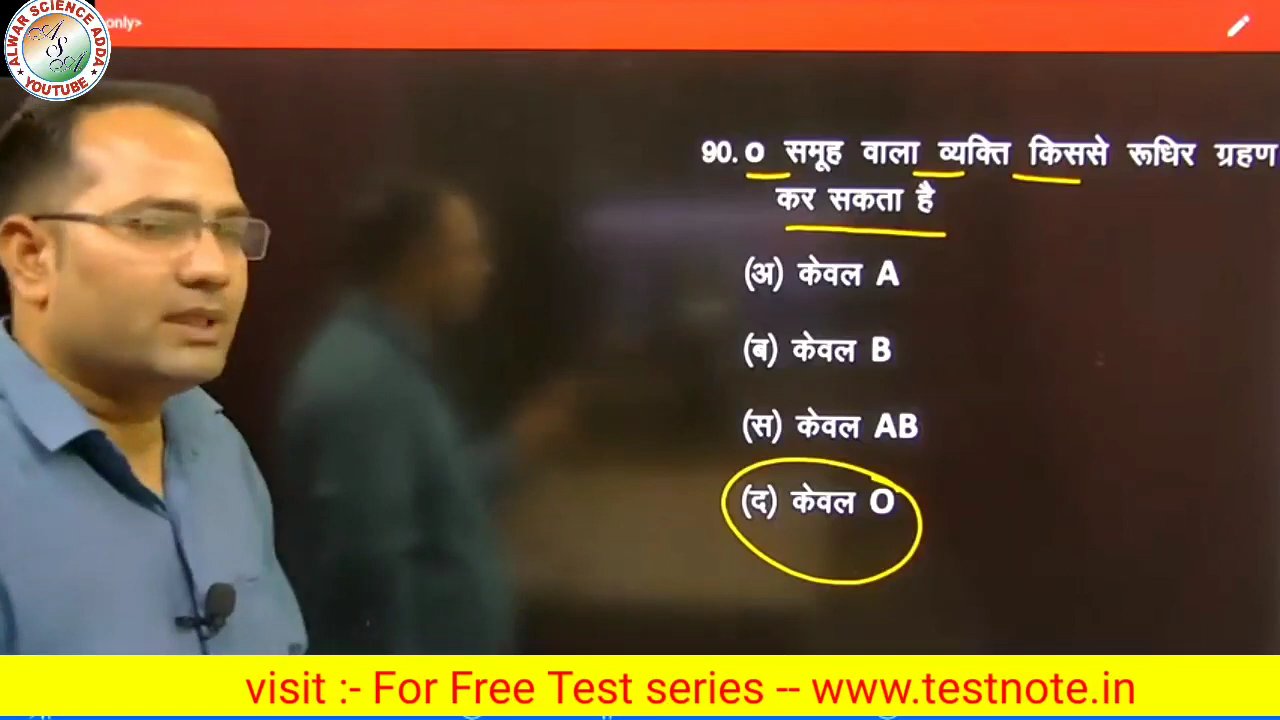 ALWAR SCIENCE ADDA
ASA
YOUTUBE
only>
90. o समूह वाला व्यक्ति किससे रूधिर ग्रहण
कर सकता है
(अ) केवल A
(ब) केवल B
(स) केवल AB
(द) केवल O
visit :- For Free Test series -- www.testnote.in